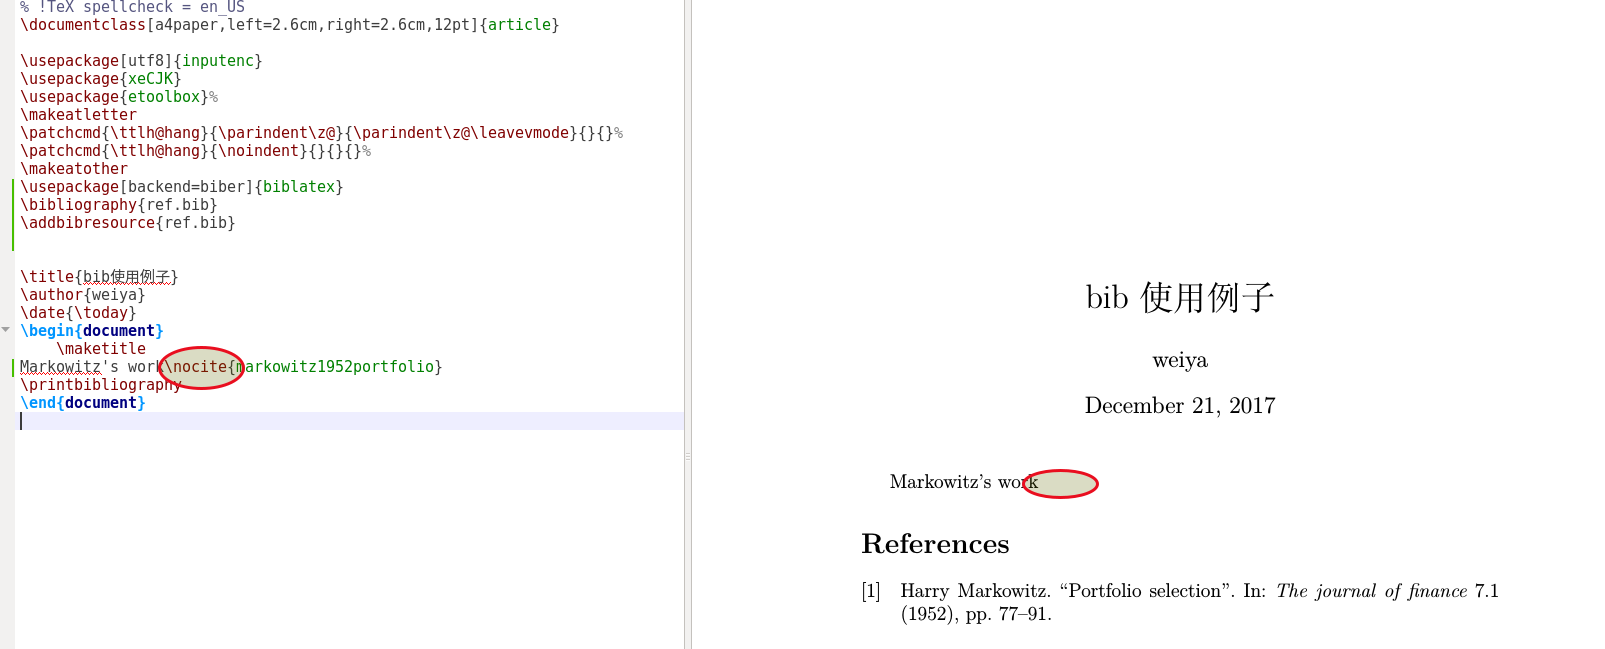 % !TeX spellcheck = en_US
\documentclass[a4paper,left=2.6cm,right=2.6cm,12pt]{article}
\usepackage[utf8]{inputenc}
\usepackage{xeCJK}
\usepackage{etoolbox}%
\makeatletter
\patchcmd{\ttlh@hang}{\parindent\z@}{\parindent\z@\leavevmode}{}{}%
\patchcmd{\ttlh@hang}{\noindent}{}{}{}%
\makeatother
\usepackage[backend=biber]{biblatex}
\bibliography{ref.bib}
\addbibresource{ref.bib}
\title{bib使用例子}
\author{weiya}
\date{\today}
\begin{document}
\maketitle
Markowitz's work\nocite{markowitz1952portfolio}
\printbibliography
\end{document}
bib 使用例子
weiya
December 21, 2017
Markowitz’s work
References
[1] Harry Markowitz. “Portfolio selection”. In: The journal of finance 7.1
(1952), pp. 77–91.